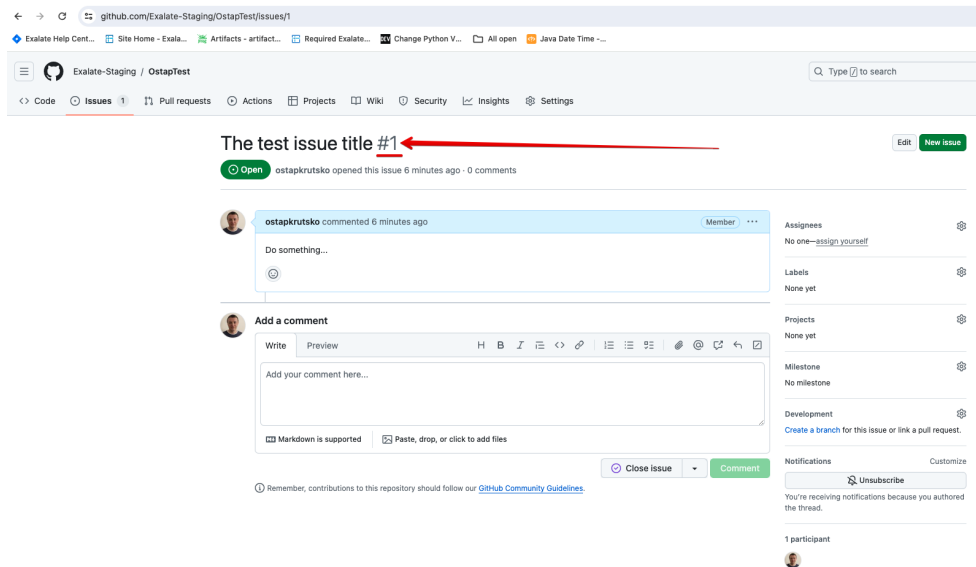 github.com/Exalate-Staging/OstapTest/issues/1
Exalate Help Cent... Site Home - Exala... Artifacts - artifact... Required Exalate... DEV Change Python V... All open Java Date Time -...
Exalate-Staging / OstapTest
Type / to search
Code Issues 1 Pull requests Actions Projects Wiki Security Insights Settings
The test issue title #1
Edit New issue
Open ostapkrutsko opened this issue 6 minutes ago · 0 comments
ostapkrutsko commented 6 minutes ago Member ...
Do something...
Add a comment
Write Preview H B I
Add your comment here...
Markdown is supported Paste, drop, or click to add files
Close issue Comment
Remember, contributions to this repository should follow our GitHub Community Guidelines.
Assignees
No one—assign yourself
Labels
None yet
Projects
None yet
Milestone
No milestone
Development
Create a branch for this issue or link a pull request.
Notifications Customize
Unsubscribe
You're receiving notifications because you authored
the thread.
1 participant